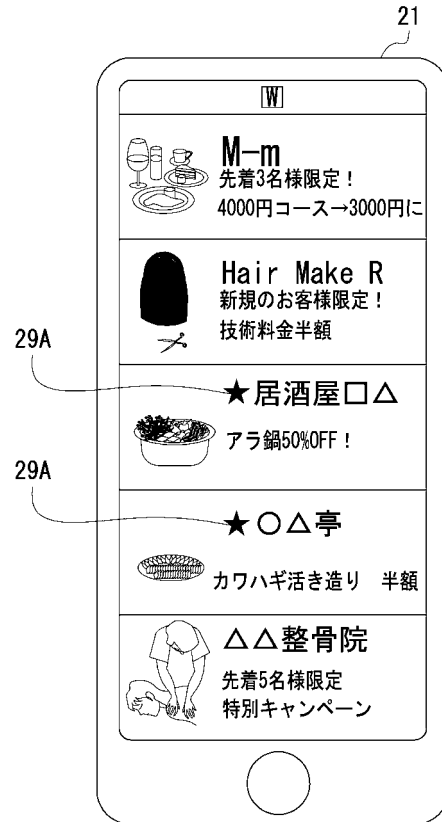 21
W
M-m
先着3名様限定！
4000円コース→3000円に
Hair Make R
新規のお客様限定！
技術料金半額
29A
★居酒屋□△
アラ鍋50%OFF！
29A
★○△亭
カワハギ活き造り 半額
△△整骨院
先着5名様限定
特別キャンペーン